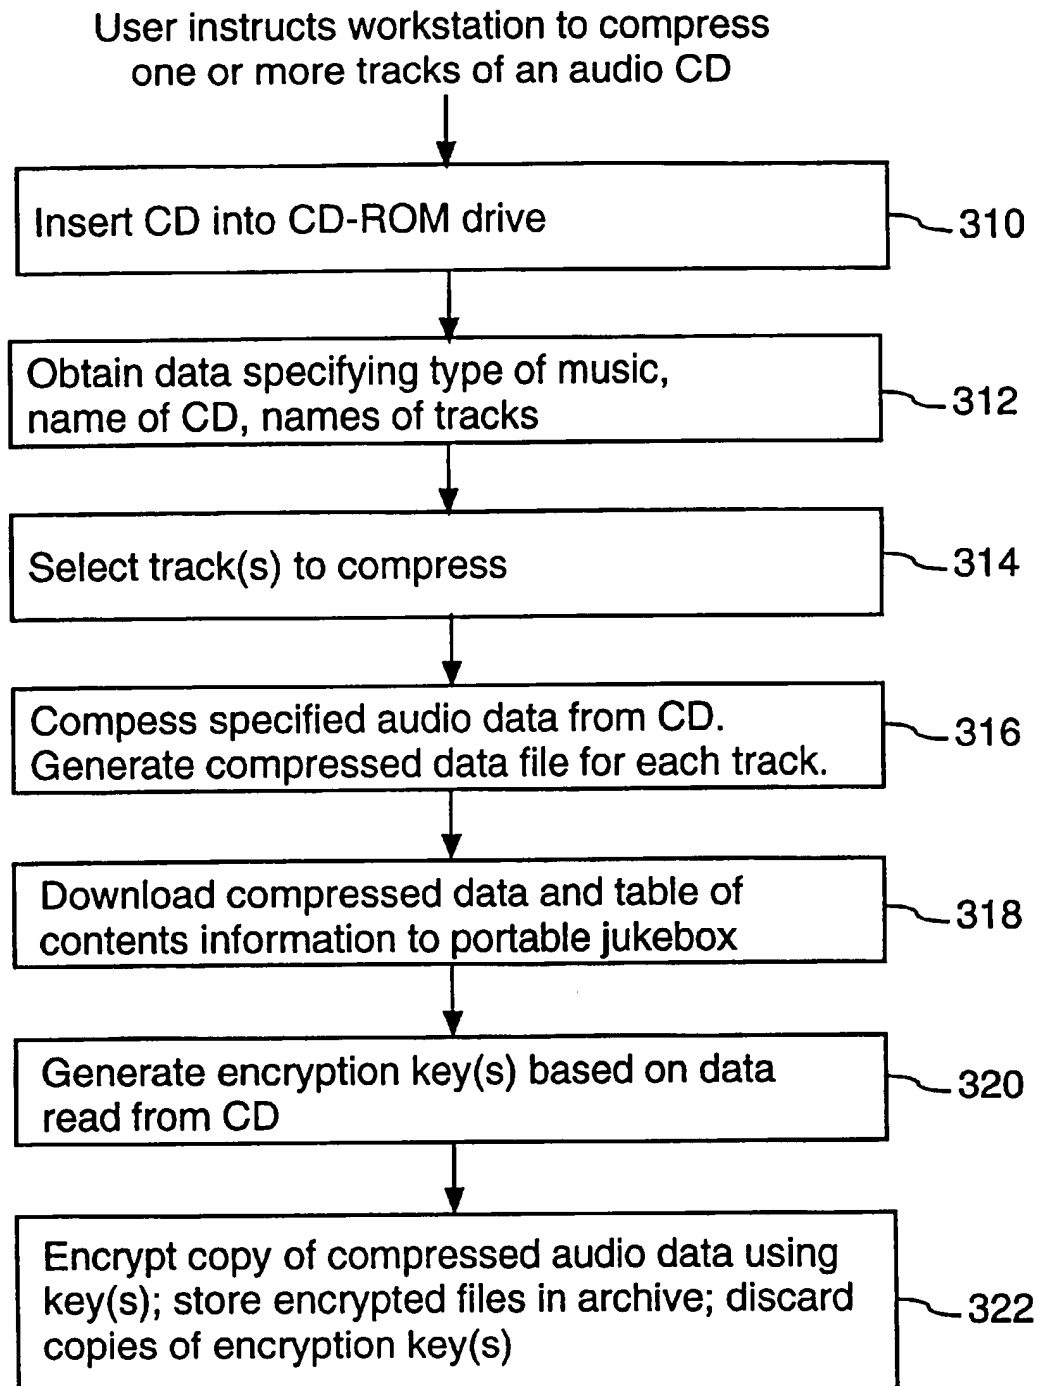 User instructs workstation to compress
one or more tracks of an audio CD
Insert CD into CD-ROM drive
310
Obtain data specifying type of music,
name of CD, names of tracks
312
Select track(s) to compress
314
Compess specified audio data from CD.
Generate compressed data file for each track.
316
Download compressed data and table of
contents information to portable jukebox
318
Generate encryption key(s) based on data
read from CD
320
Encrypt copy of compressed audio data using
key(s); store encrypted files in archive; discard
copies of encryption key(s)
322